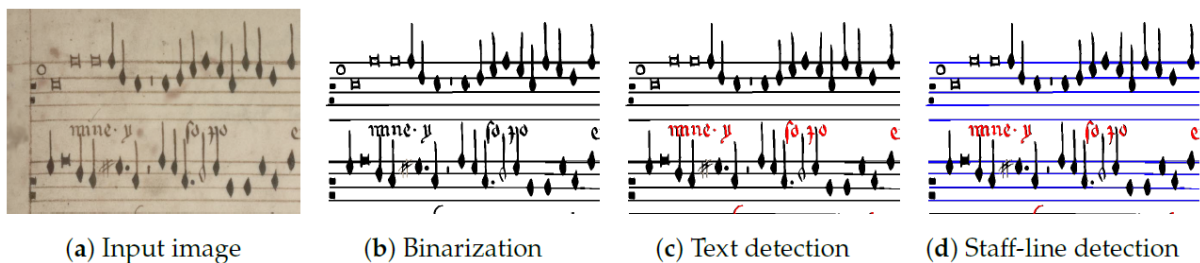 (a) Input image
(b) Binarization
(c) Text detection
(d) Staff-line detection